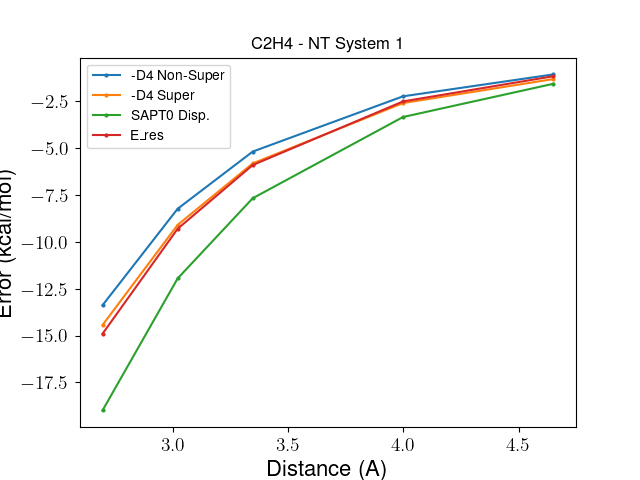 C2H4 - NT System 1
-D4 Non-Super
-D4 Super
SAPT0 Disp.
E_res
−2.5
−5.0
−7.5
−10.0
−12.5
−15.0
−17.5
Error (kcal/mol)
3.0 3.5 4.0 4.5
Distance (A)